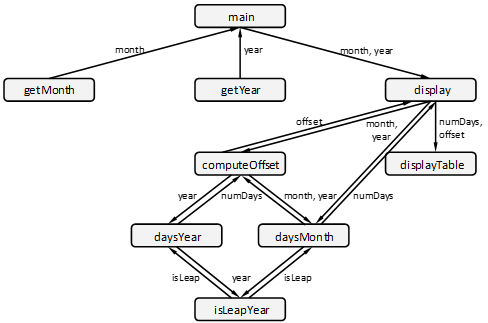 main
month
year
month, year
getMonth
getYear
display
offset
month,
year
numDays,
offset
computeOffset
displayTable
year
numDays
month, year
numDays
daysYear
daysMonth
isLeap
year
isLeap
isLeapYear